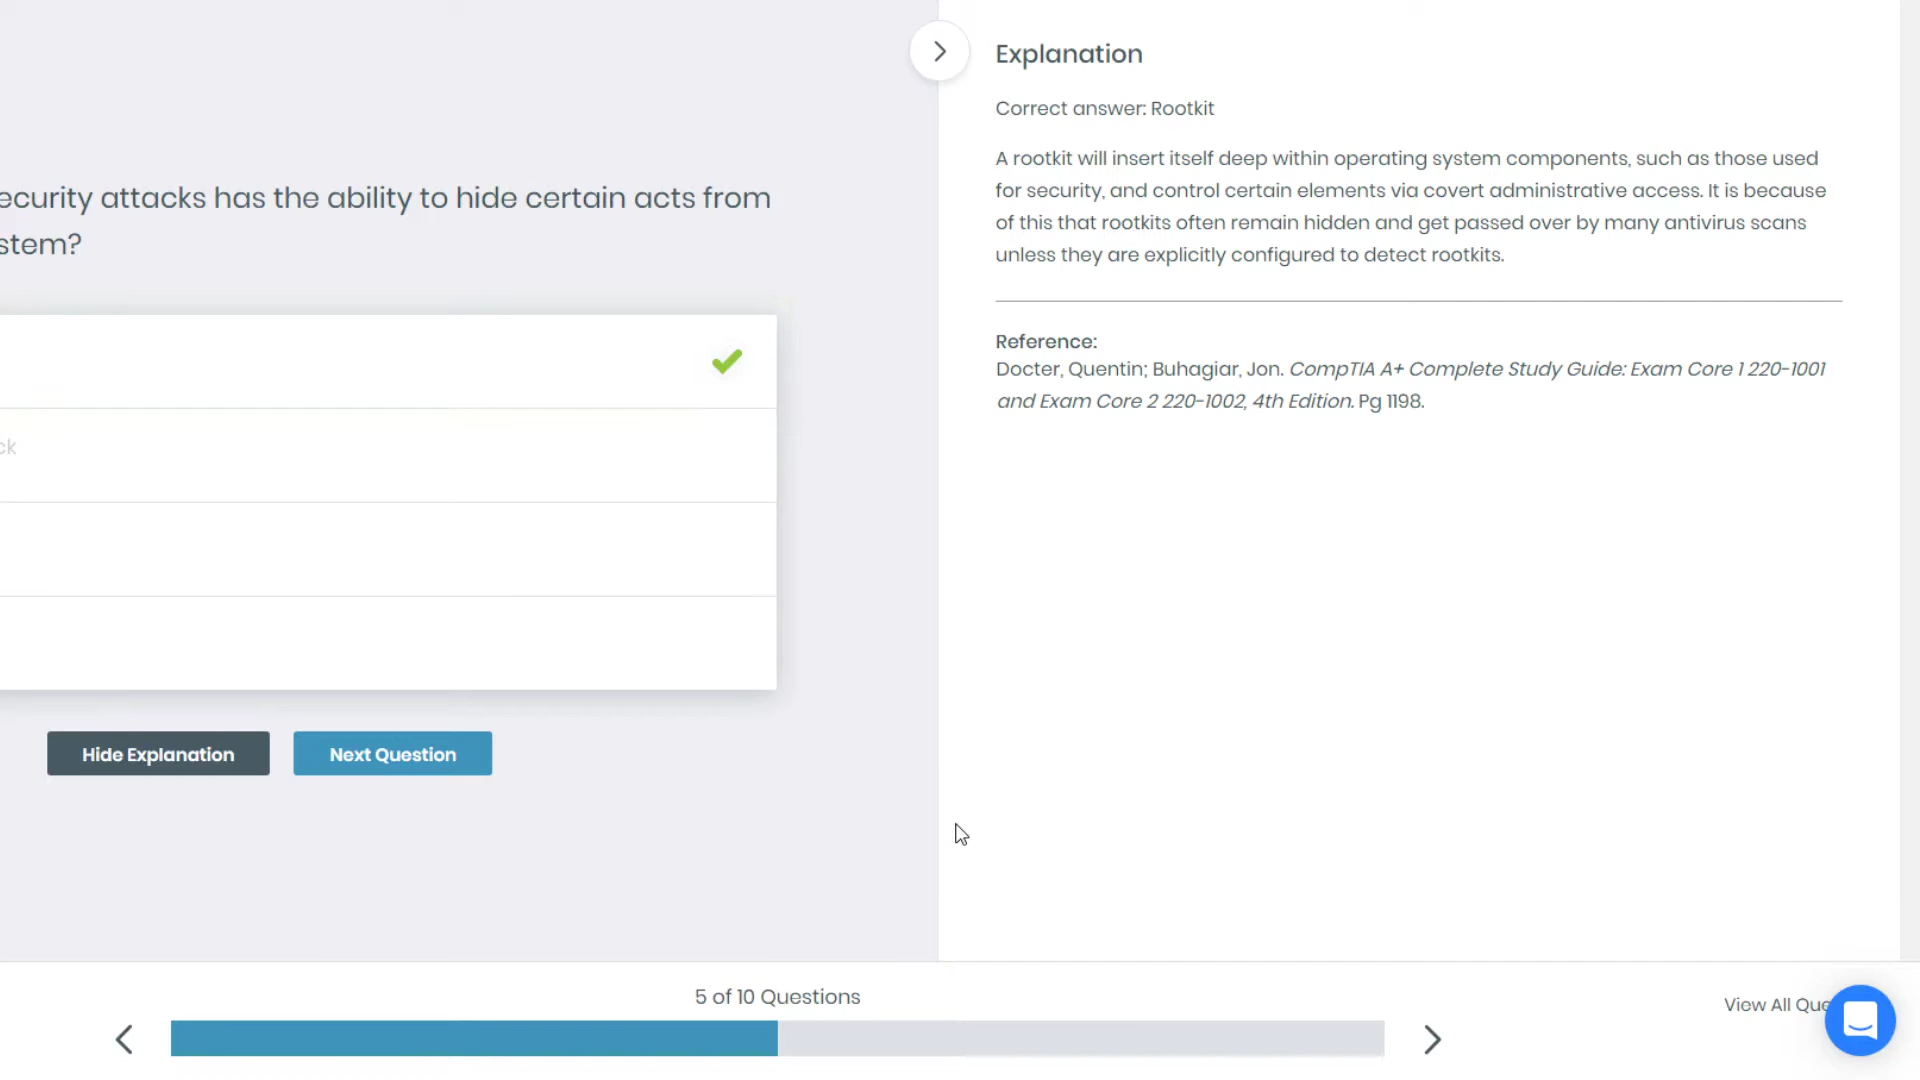 Explanation
Correct answer: Rootkit
A rootkit will insert itself deep within operating system components, such as those used
for security, and control certain elements via covert administrative access. It is because
of this that rootkits often remain hidden and get passed over by many antivirus scans
unless they are explicitly configured to detect rootkits.
Reference:
Docter, Quentin; Buhagiar, Jon. CompTIA A+ Complete Study Guide: Exam Core 1 220-1001
and Exam Core 2 220-1002, 4th Edition. Pg 1198.
ecurity attacks has the ability to hide certain acts from
stem?
ck
Hide Explanation
Next Question
5 of 10 Questions
View All Que